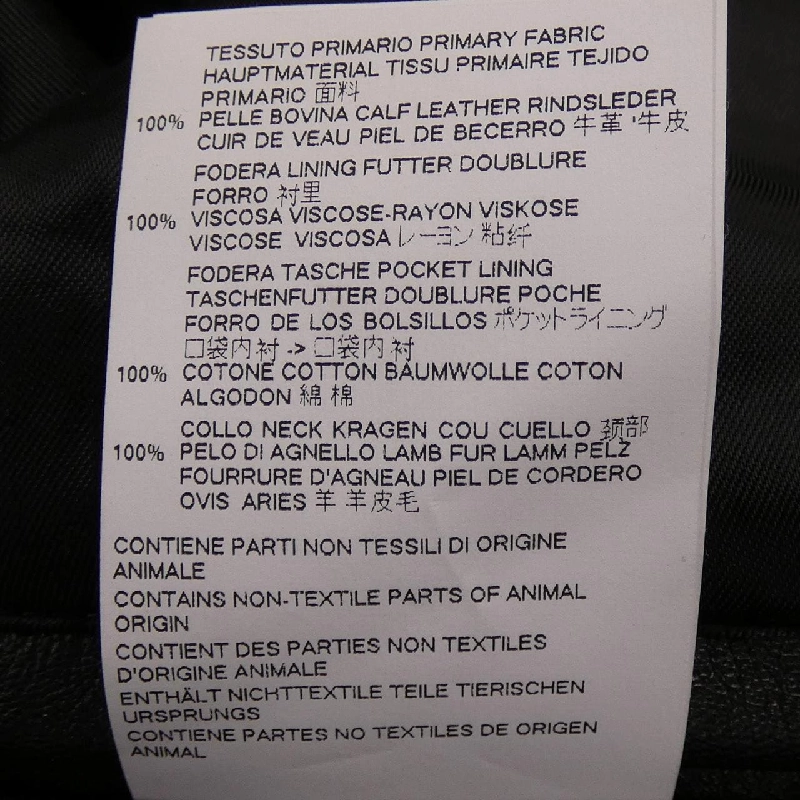 TESSUTO PRIMARIO PRIMARY FABRIC
HAUPTMATERIAL TISSU PRIMAIRE TEJIDO
PRIMARIO 面料
100% PELLE BOVINA CALF LEATHER RINDSLEDER
CUIR DE VEAU PIEL DE BECERRO 牛革 '牛皮
FODERA LINING FUTTER DOUBLURE
FORRO 衬里
100% VISCOSA VISCOSE-RAYON VISKOSE
VISCOSE VISCOSA レーヨン 粘纤
FODERA TASCHE POCKET LINING
TASCHENFUTTER DOUBLURE POCHE
FORRO DE LOS BOLSILLOS ポケットライニング
口袋内衬 -> 口袋内衬
100% COTONE COTTON BAUMWOLLE COTON
ALGODON 綿 棉
COLLO NECK KRAGEN COU CUELLO 颈部
100% PELO DI AGNELLO LAMB FUR LAMM PELZ
FOURRURE D'AGNEAU PIEL DE CORDERO
OVIS ARIES 羊 羊皮毛
CONTIENE PARTI NON TESSILI DI ORIGINE
ANIMALE
CONTAINS NON-TEXTILE PARTS OF ANIMAL
ORIGIN
CONTIENT DES PARTIES NON TEXTILES
D'ORIGINE ANIMALE
ENTHÄLT NICHTTEXTILE TEILE TIERISCHEN
URSPRUNGS
CONTIENE PARTES NO TEXTILES DE ORIGEN
ANIMAL